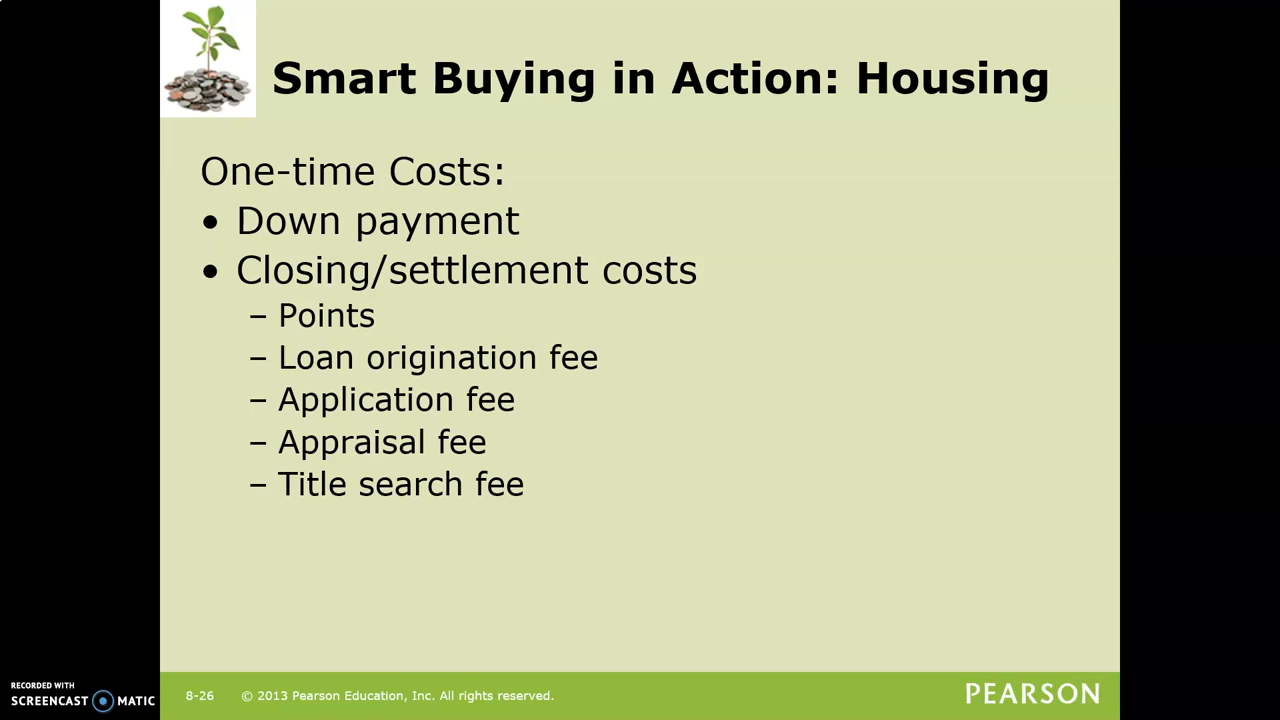 Smart Buying in Action: Housing
One-time Costs:
• Down payment
• Closing/settlement costs
– Points
– Loan origination fee
– Application fee
– Appraisal fee
– Title search fee
RECORDED WITH
SCREENCAST MATIC
8-26 © 2013 Pearson Education, Inc. All rights reserved.
PEARSON